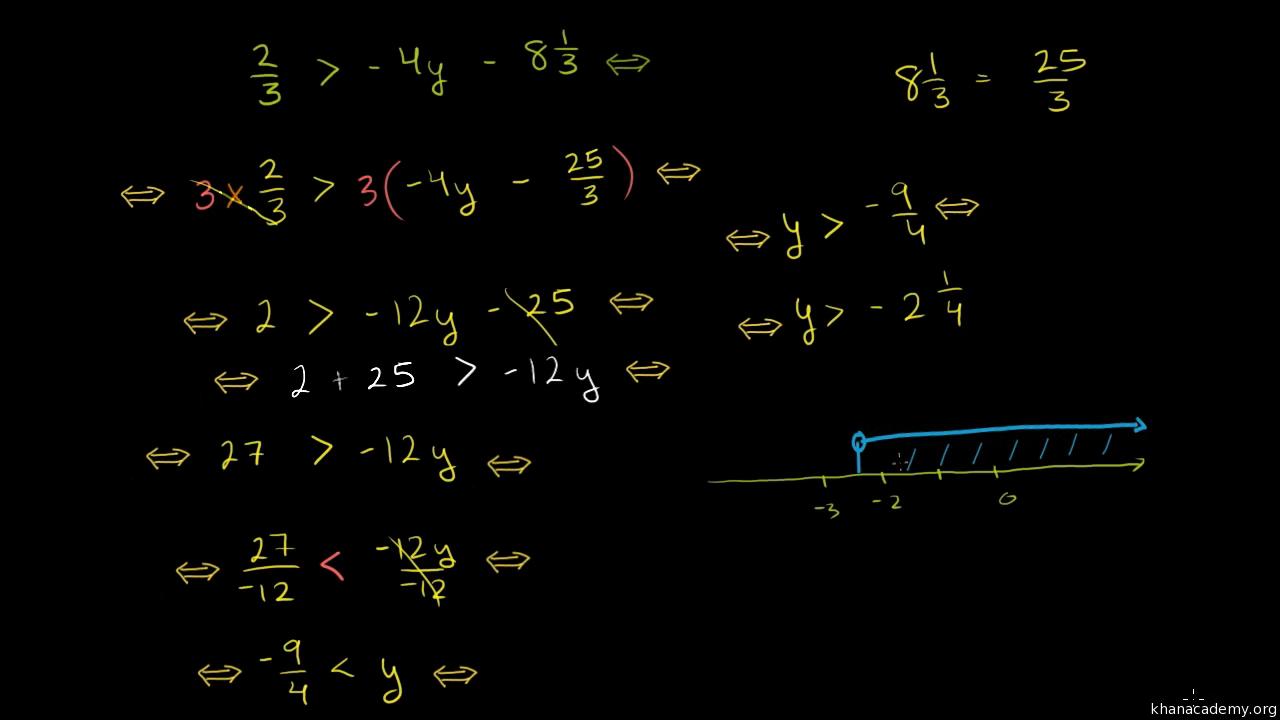 2/3 > -4y - 8 1/3 ⇔
8 1/3 = 25/3
⇔ 3 × 2/3 > 3(-4y - 25/3) ⇔
⇔ 2 > -12y - 25 ⇔
⇔ 2 + 25 > -12y ⇔
⇔ 27 > -12y ⇔
⇔ 27/-12 < -12y/-12 ⇔
⇔ -9/4 < y ⇔
⇔ y > -9/4 ⇔
⇔ y > -2 1/4
-3 -2 0
khanacademy.org